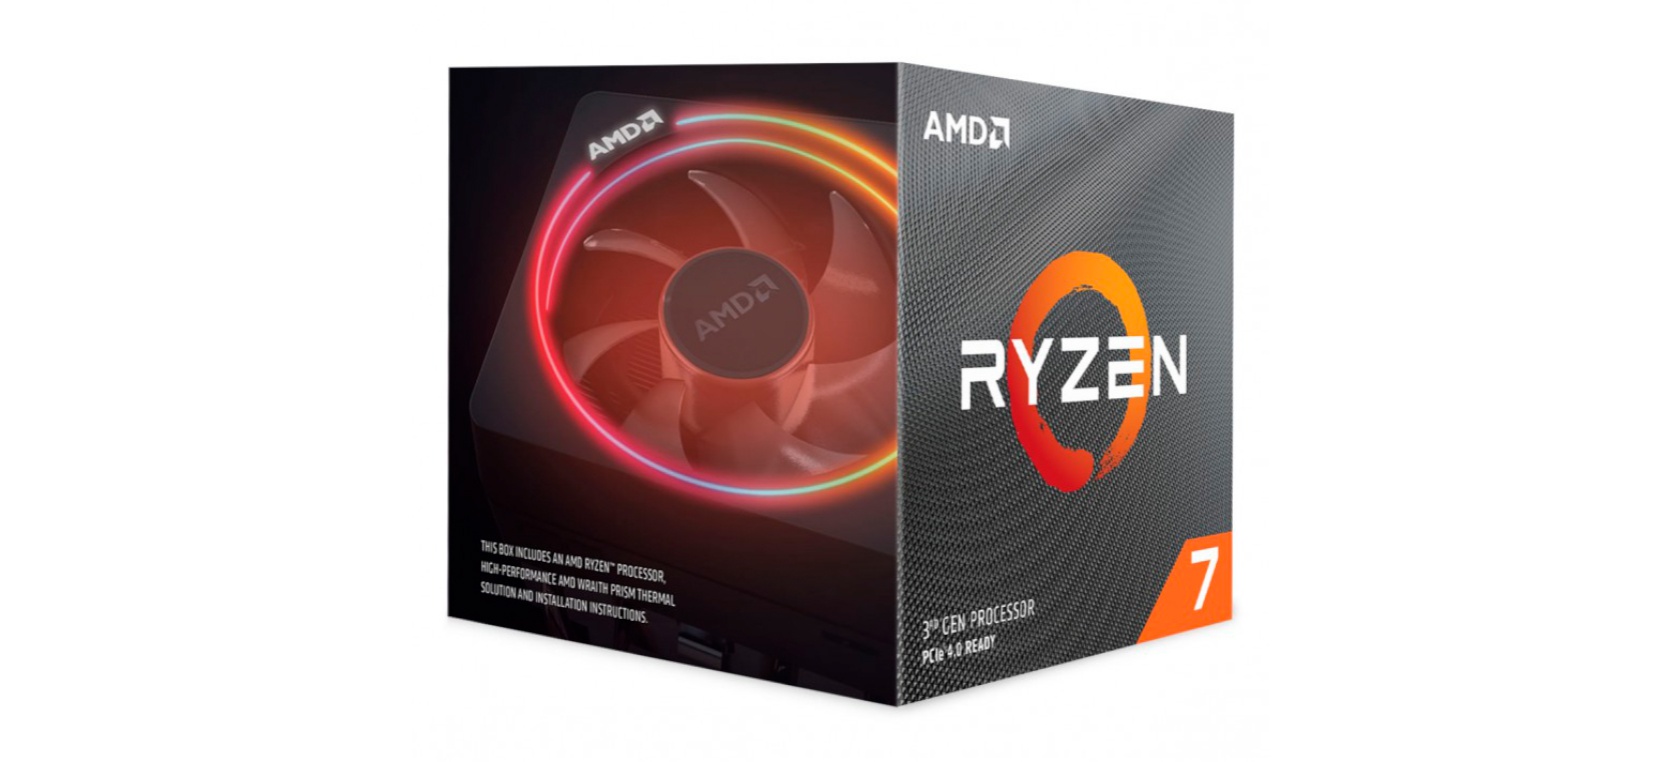 AMD
AMD
THIS BOX INCLUDES AN AMD RYZEN™ PROCESSOR,
HIGH-PERFORMANCE AMD WRAITH PRISM THERMAL
SOLUTION AND INSTALLATION INSTRUCTIONS.
AMD
RYZEN
7
3RD GEN PROCESSOR
PCIe 4.0 READY